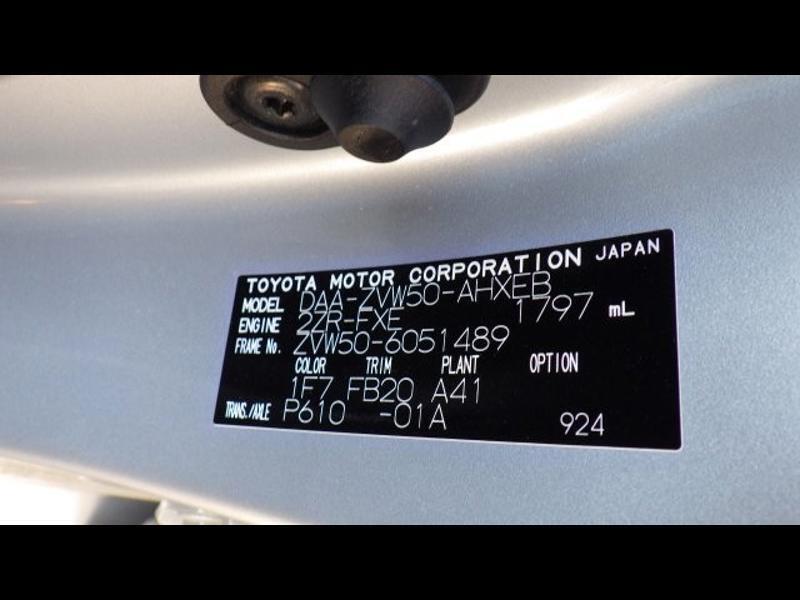 TOYOTA MOTOR CORPORATION JAPAN
MODEL DAA-ZVW50-AHXEB
ENGINE 2ZR-FXE 1797 mL
FRAME No. ZVW50-6051489
COLOR TRIM PLANT OPTION
1F7 FB20 A41
TRANS./AXLE P610 -01A 924